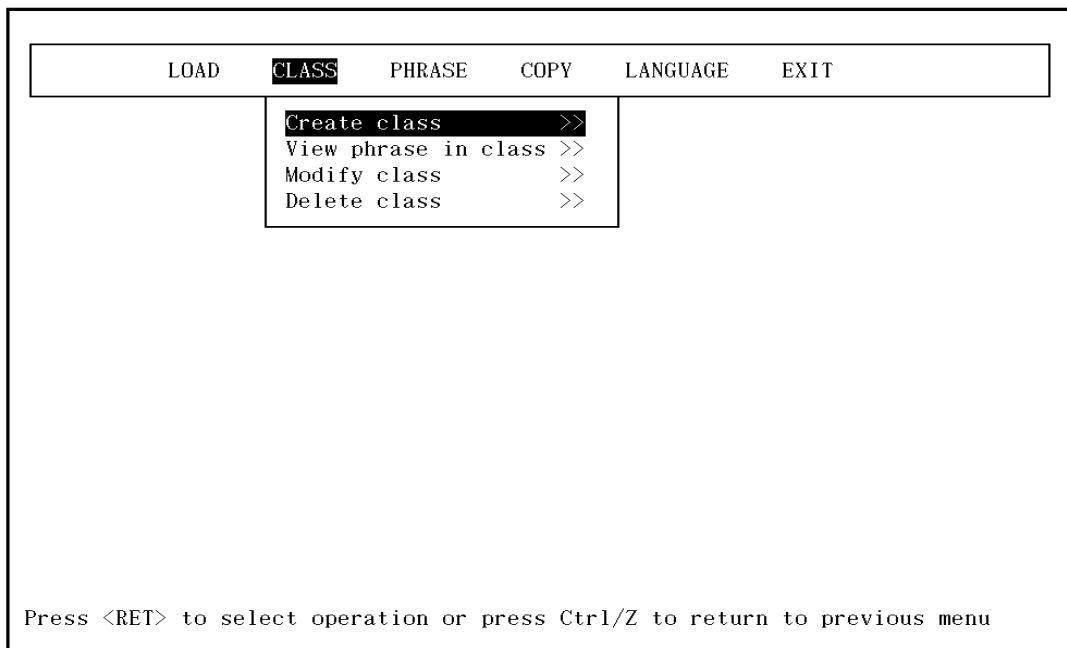 LOAD CLASS PHRASE COPY LANGUAGE EXIT
Create class >>
View phrase in class >>
Modify class >>
Delete class >>
Press <RET> to select operation or press Ctrl/Z to return to previous menu